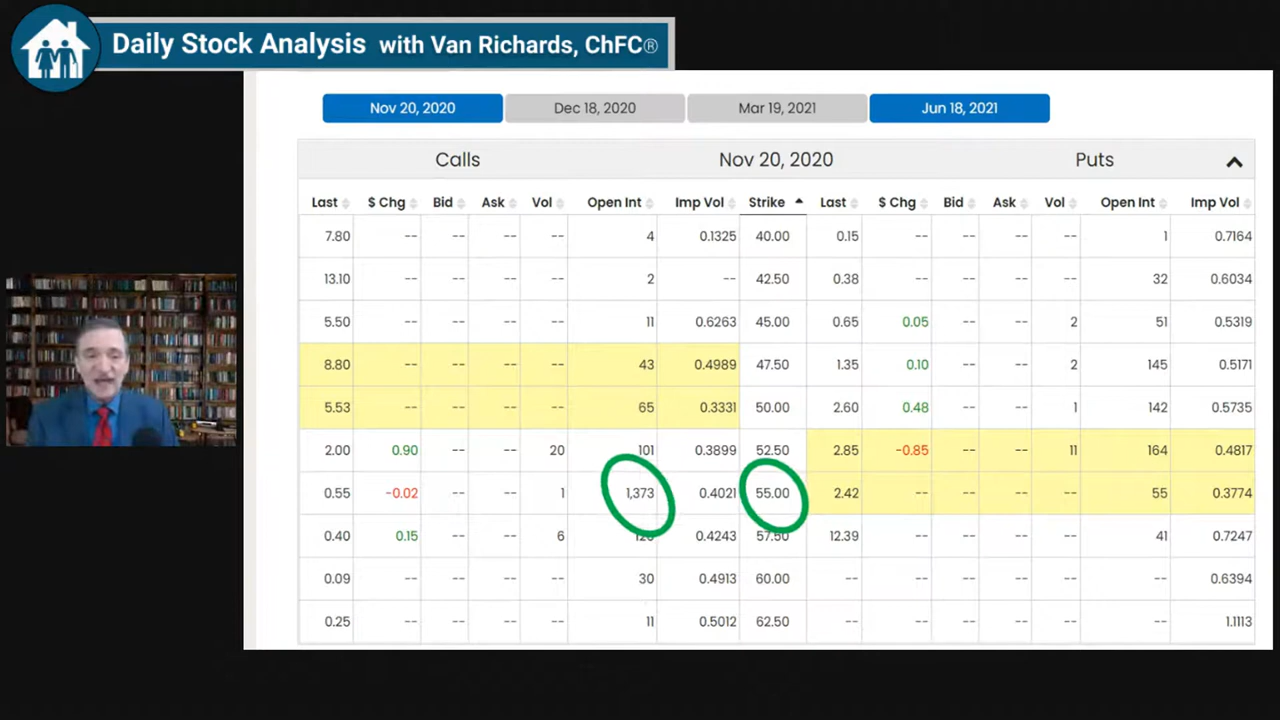 Daily Stock Analysis with Van Richards, ChFC®
Nov 20, 2020 Dec 18, 2020 Mar 19, 2021 Jun 18, 2021
Calls Nov 20, 2020 Puts
Last $ Chg Bid Ask Vol Open Int Imp Vol Strike Last $ Chg Bid Ask Vol Open Int Imp Vol
7.80 -- -- -- -- 4 0.1325 40.00 0.15 -- -- -- -- 1 0.7164
13.10 -- -- -- -- 2 -- 42.50 0.38 -- -- -- -- 32 0.6034
5.50 -- -- -- -- 11 0.6263 45.00 0.65 0.05 -- -- 2 51 0.5319
8.80 -- -- -- -- 43 0.4989 47.50 1.35 0.10 -- -- 2 145 0.5171
5.53 -- -- -- -- 65 0.3331 50.00 2.60 0.48 -- -- 1 142 0.5735
2.00 0.90 -- -- 20 101 0.3899 52.50 2.85 -0.85 -- -- 11 164 0.4817
0.55 -0.02 -- -- 1 1,373 0.4021 55.00 2.42 -- -- -- -- 55 0.3774
0.40 0.15 -- -- 6 0.4243 57.50 12.39 -- -- -- -- 41 0.7247
0.09 -- -- -- -- 30 0.4913 60.00 -- -- -- -- -- -- 0.6394
0.25 -- -- -- -- 11 0.5012 62.50 -- -- -- -- -- -- 1.1113